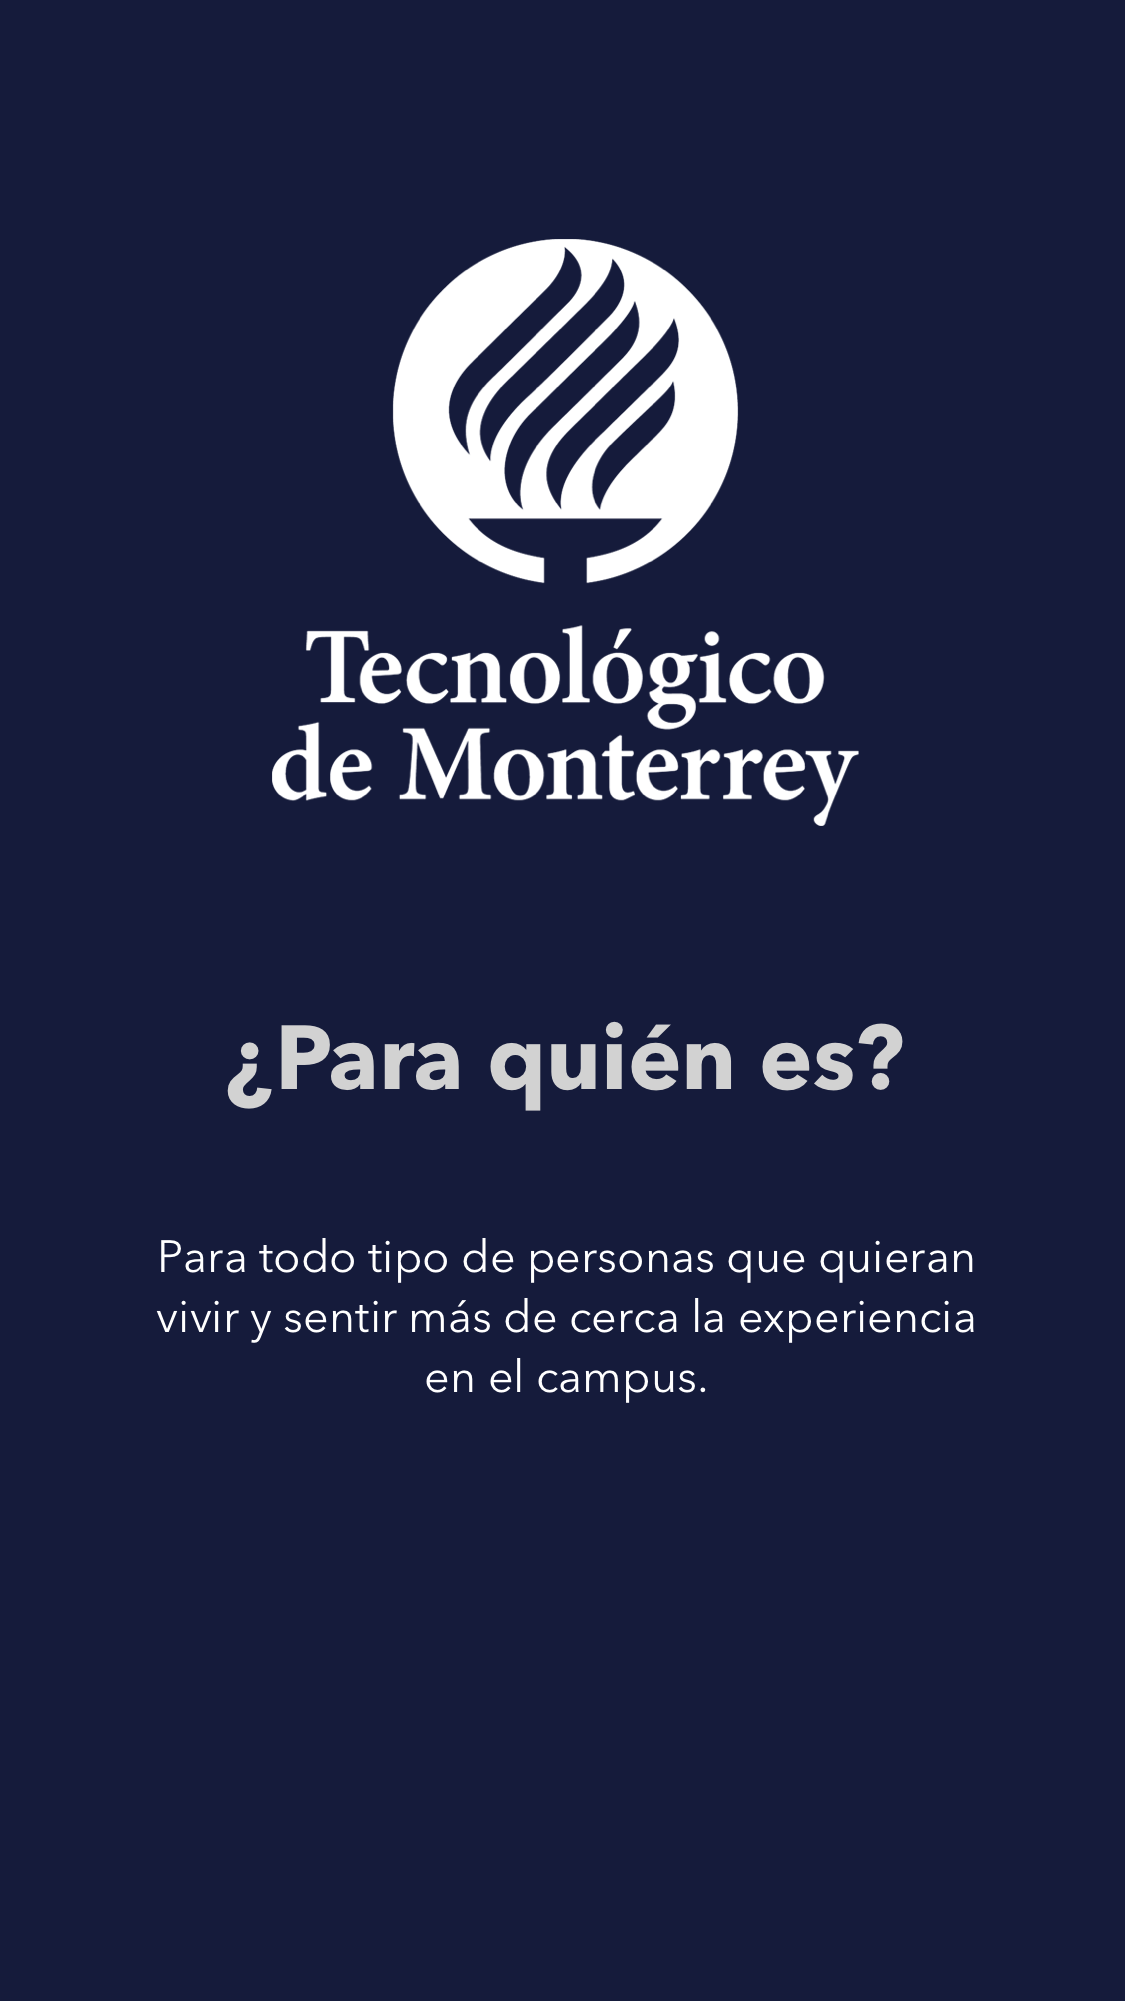 Tecnológico
de Monterrey
¿Para quién es?
Para todo tipo de personas que quieran
vivir y sentir más de cerca la experiencia
en el campus.